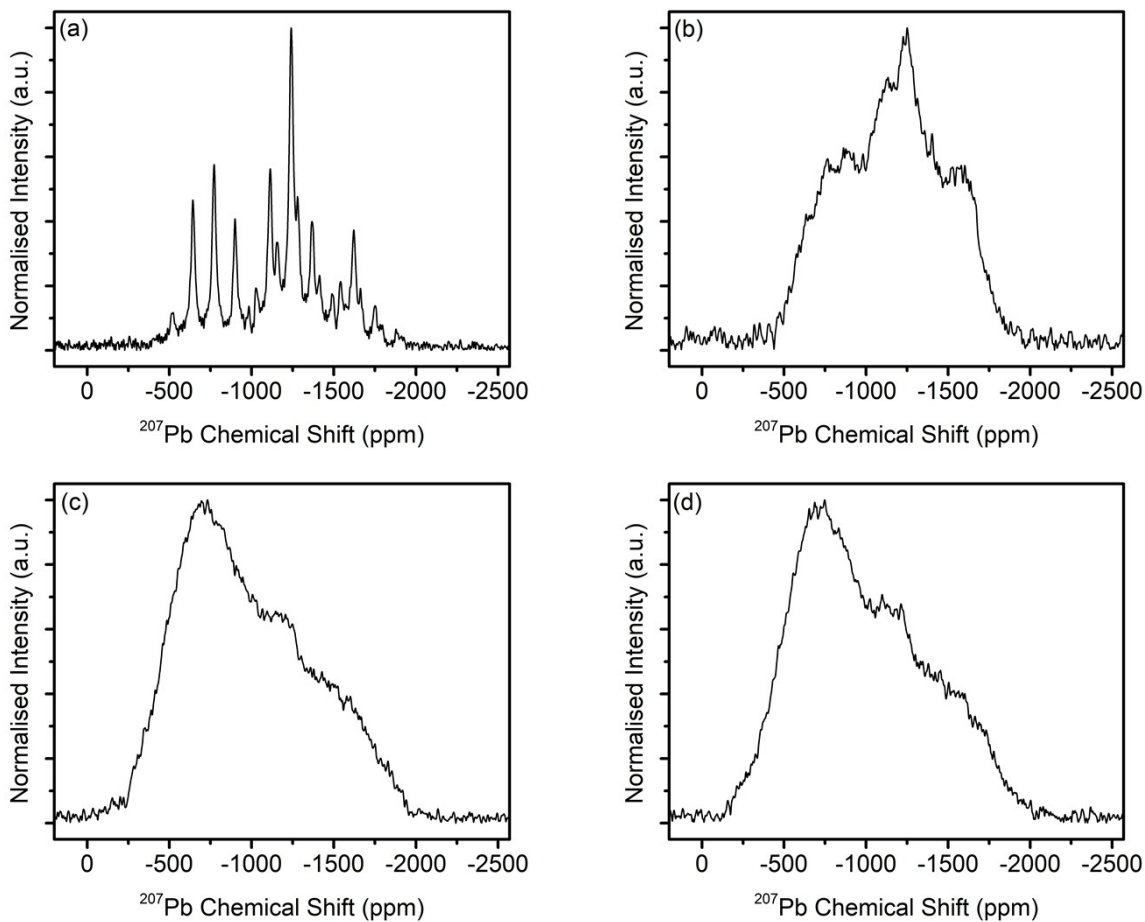 (a)
Normalised Intensity (a.u.)
0 -500 -1000 -1500 -2000 -2500
²⁰⁷Pb Chemical Shift (ppm)
(b)
Normalised Intensity (a.u.)
0 -500 -1000 -1500 -2000 -2500
²⁰⁷Pb Chemical Shift (ppm)
(c)
Normalised Intensity (a.u.)
0 -500 -1000 -1500 -2000 -2500
²⁰⁷Pb Chemical Shift (ppm)
(d)
Normalised Intensity (a.u.)
0 -500 -1000 -1500 -2000 -2500
²⁰⁷Pb Chemical Shift (ppm)